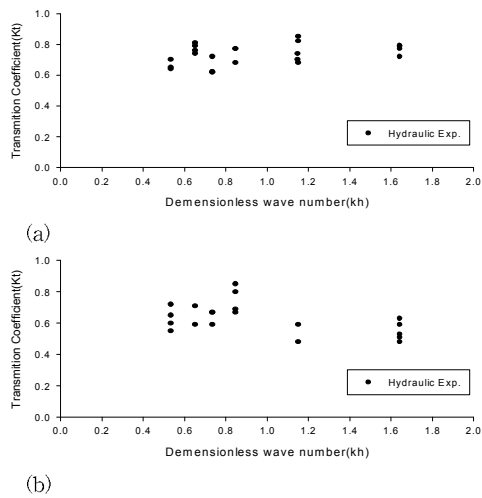 1.0
0.8
0.6
0.4
0.2
0.0
Transmition Coefficient(Kt)
Hydraulic Exp.
0.0 0.2 0.4 0.6 0.8 1.0 1.2 1.4 1.6 1.8 2.0
Demensionless wave number(kh)
(a)
1.0
0.8
0.6
0.4
0.2
0.0
Transmition Coefficient(Kt)
Hydraulic Exp.
0.0 0.2 0.4 0.6 0.8 1.0 1.2 1.4 1.6 1.8 2.0
Demensionless wave number(kh)
(b)